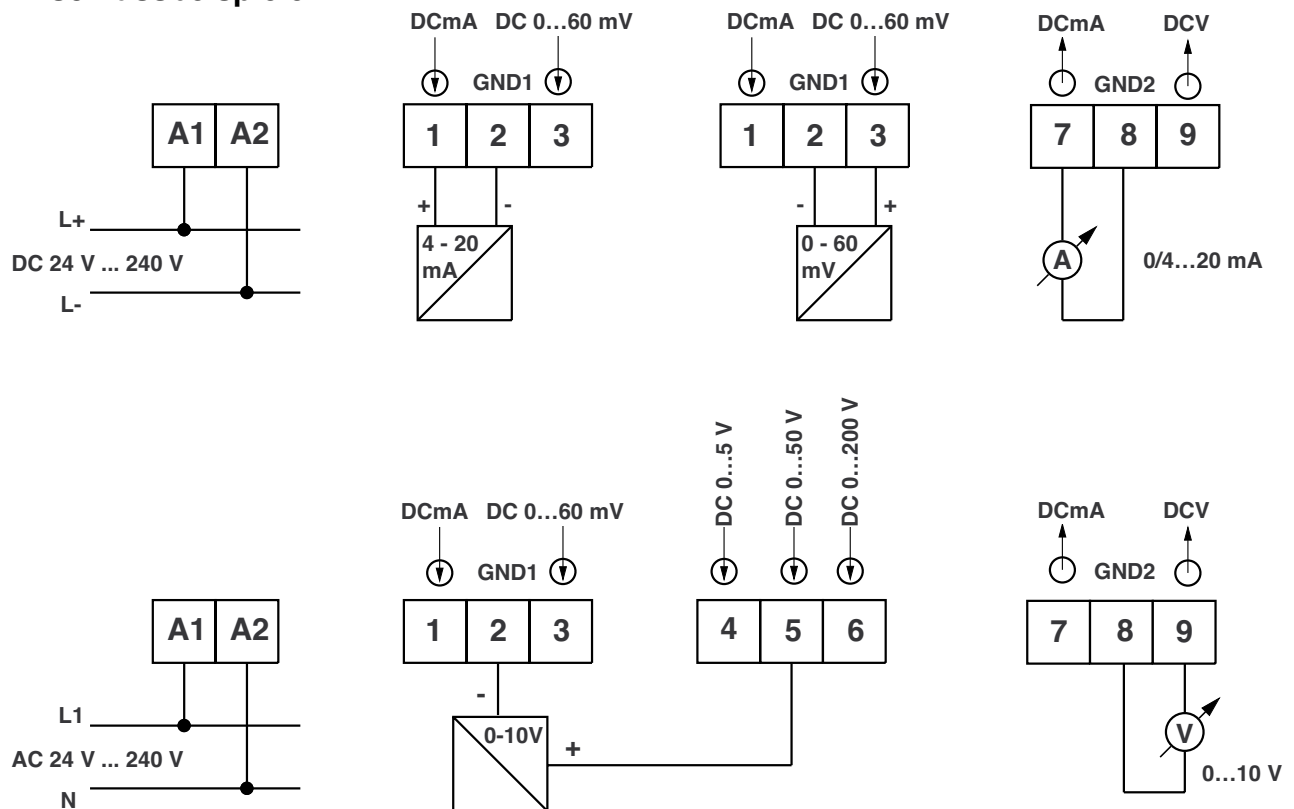 DCmA DC 0...60 mV
GND1
1 2 3
+ -
4 - 20
mA
DCmA DC 0...60 mV
GND1
1 2 3
- +
0 - 60
mV
DCmA DCV
GND2
7 8 9
A
0/4...20 mA
A1 A2
L+
DC 24 V ... 240 V
L-
DC 0...5 V
DC 0...50 V
DC 0...200 V
DCmA DC 0...60 mV
GND1
1 2 3
4 5 6
-
0-10V
+
DCmA DCV
GND2
7 8 9
V
0...10 V
A1 A2
L1
AC 24 V ... 240 V
N